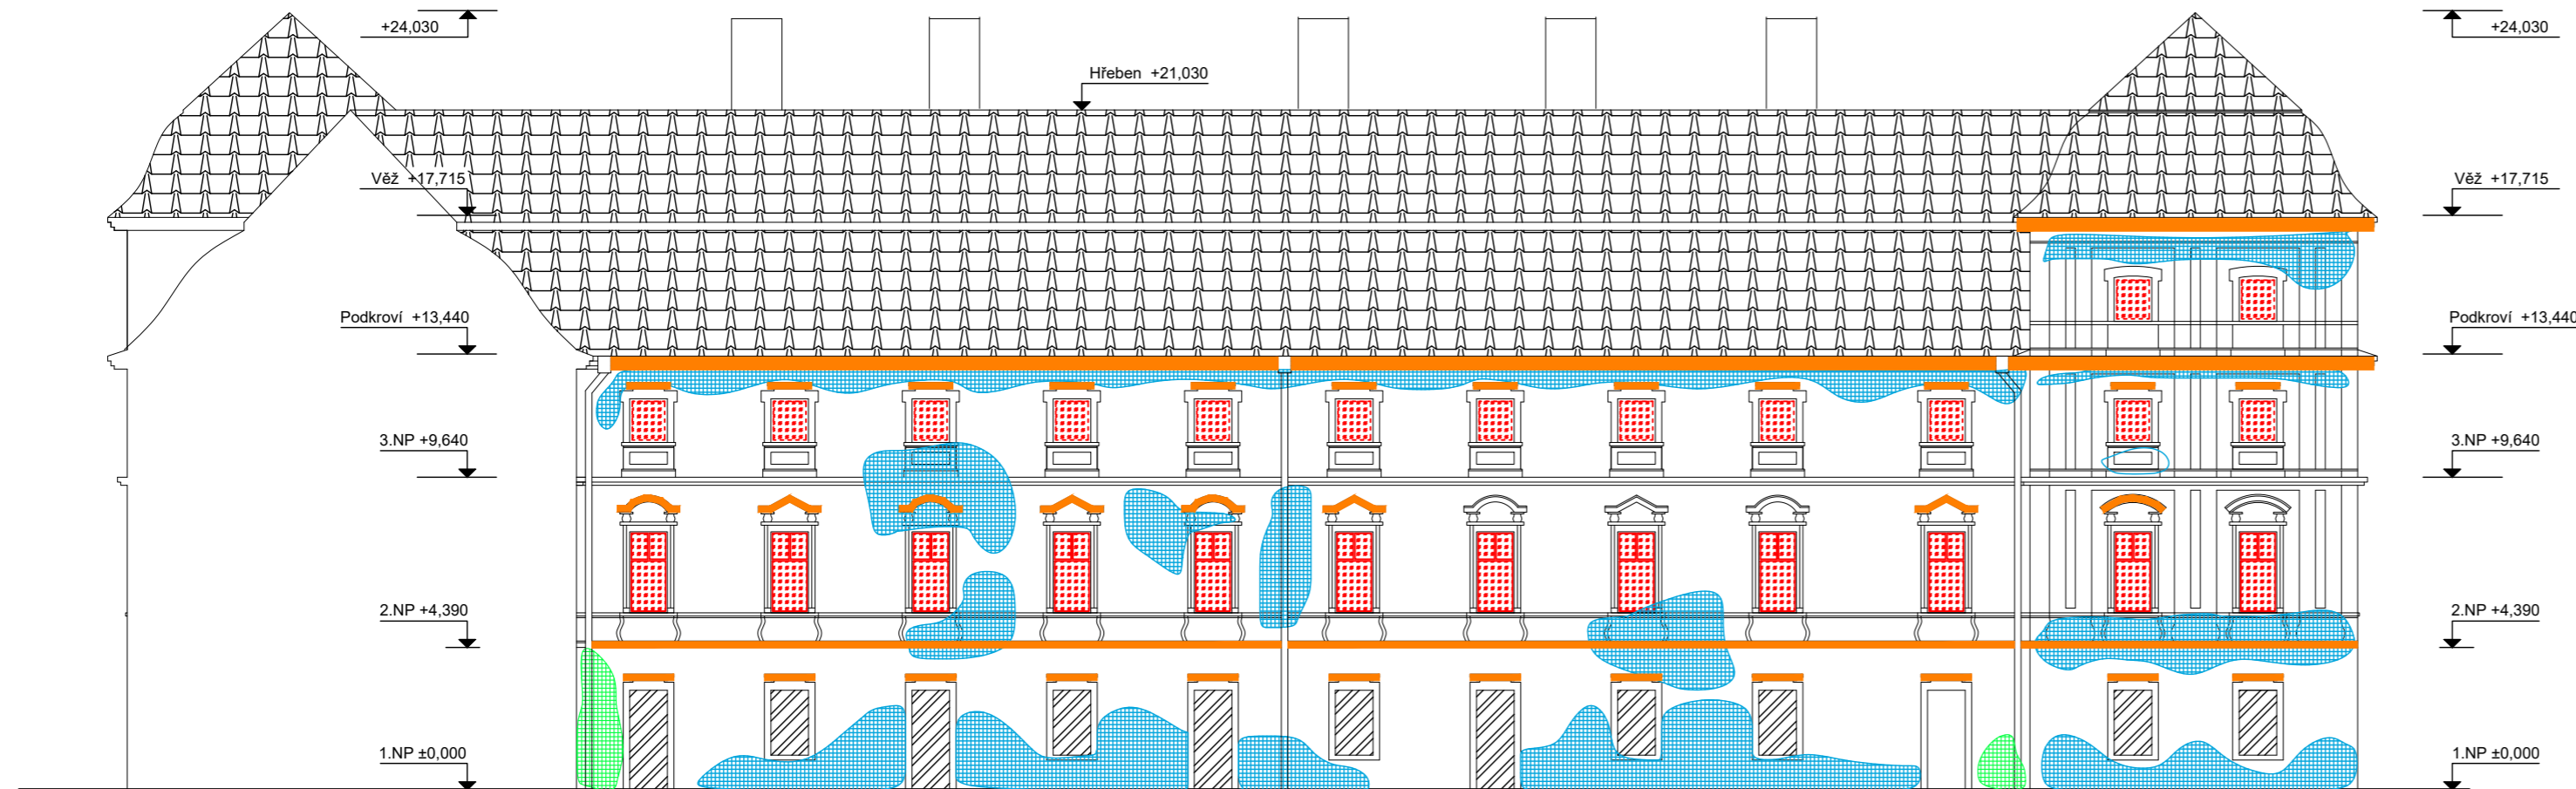 +24,030
+24,030
Hřeben +21,030
Věž +17,715
Věž +17,715
Podkroví +13,440
Podkroví +13,440
3.NP +9,640
3.NP +9,640
2.NP +4,390
2.NP +4,390
1.NP ±0,000
1.NP ±0,000